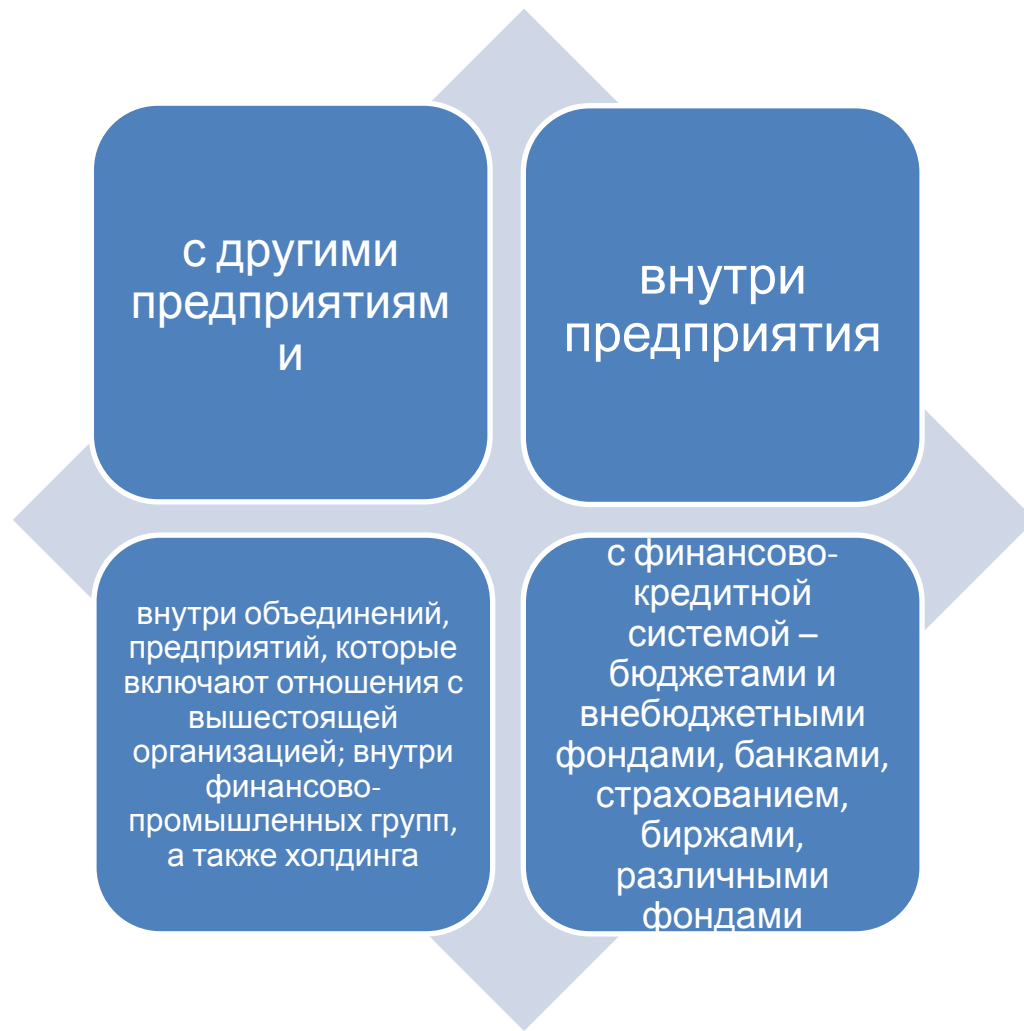 с другими
предприятиям
и
внутри
предприятия
внутри объединений,
предприятий, которые
включают отношения с
вышестоящей
организацией; внутри
финансово-
промышленных групп,
а также холдинга
с финансово-
кредитной
системой –
бюджетами и
внебюджетными
фондами, банками,
страхованием,
биржами,
различными
фондами